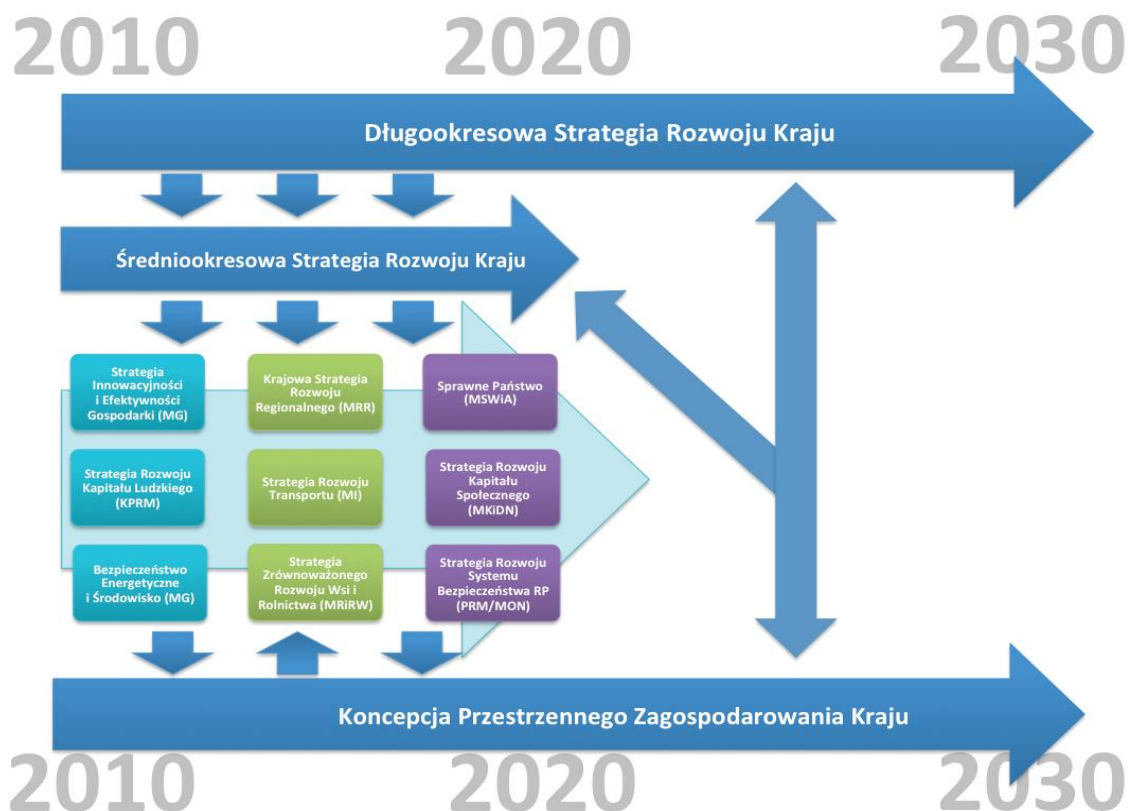 2010 2020 2030
Długookresowa Strategia Rozwoju Kraju
Średniookresowa Strategia Rozwoju Kraju
Strategia
Innowacyjności
i Efektywności
Gospodarki (MG)
Krajowa Strategia
Rozwoju
Regionalnego (MRR)
Sprawne Państwo
(MSWiA)
Strategia Rozwoju
Kapitału Ludzkiego
(KPRM)
Strategia Rozwoju
Transportu (MI)
Strategia Rozwoju
Kapitału
Społecznego
(MKiDN)
Bezpieczeństwo
Energetyczne
i Środowisko (MG)
Strategia
Zrównoważonego
Rozwoju Wsi i
Rolnictwa (MRiRW)
Strategia Rozwoju
Systemu
Bezpieczeństwa RP
(PRM/MON)
Koncepcja Przestrzennego Zagospodarowania Kraju
2010 2020 2030